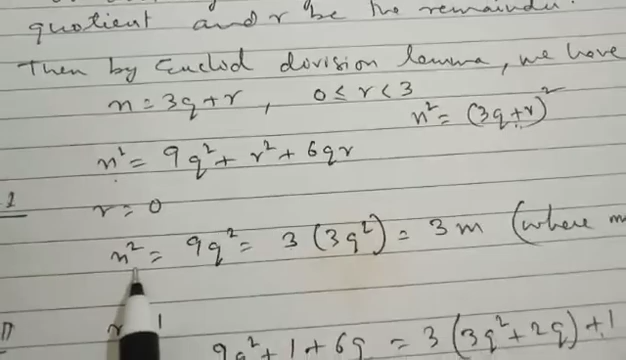 quotient and r be the remainder.
Then by Euclid division lemma, we have
n = 3q + r , 0 ≤ r < 3
n² = (3q + r)²
n² = 9q² + r² + 6qr
I
r = 0
n² = 9q² = 3 (3q²) = 3m (where m
II
r 1
9q² + 1 + 6q = 3 (3q² + 2q) + 1